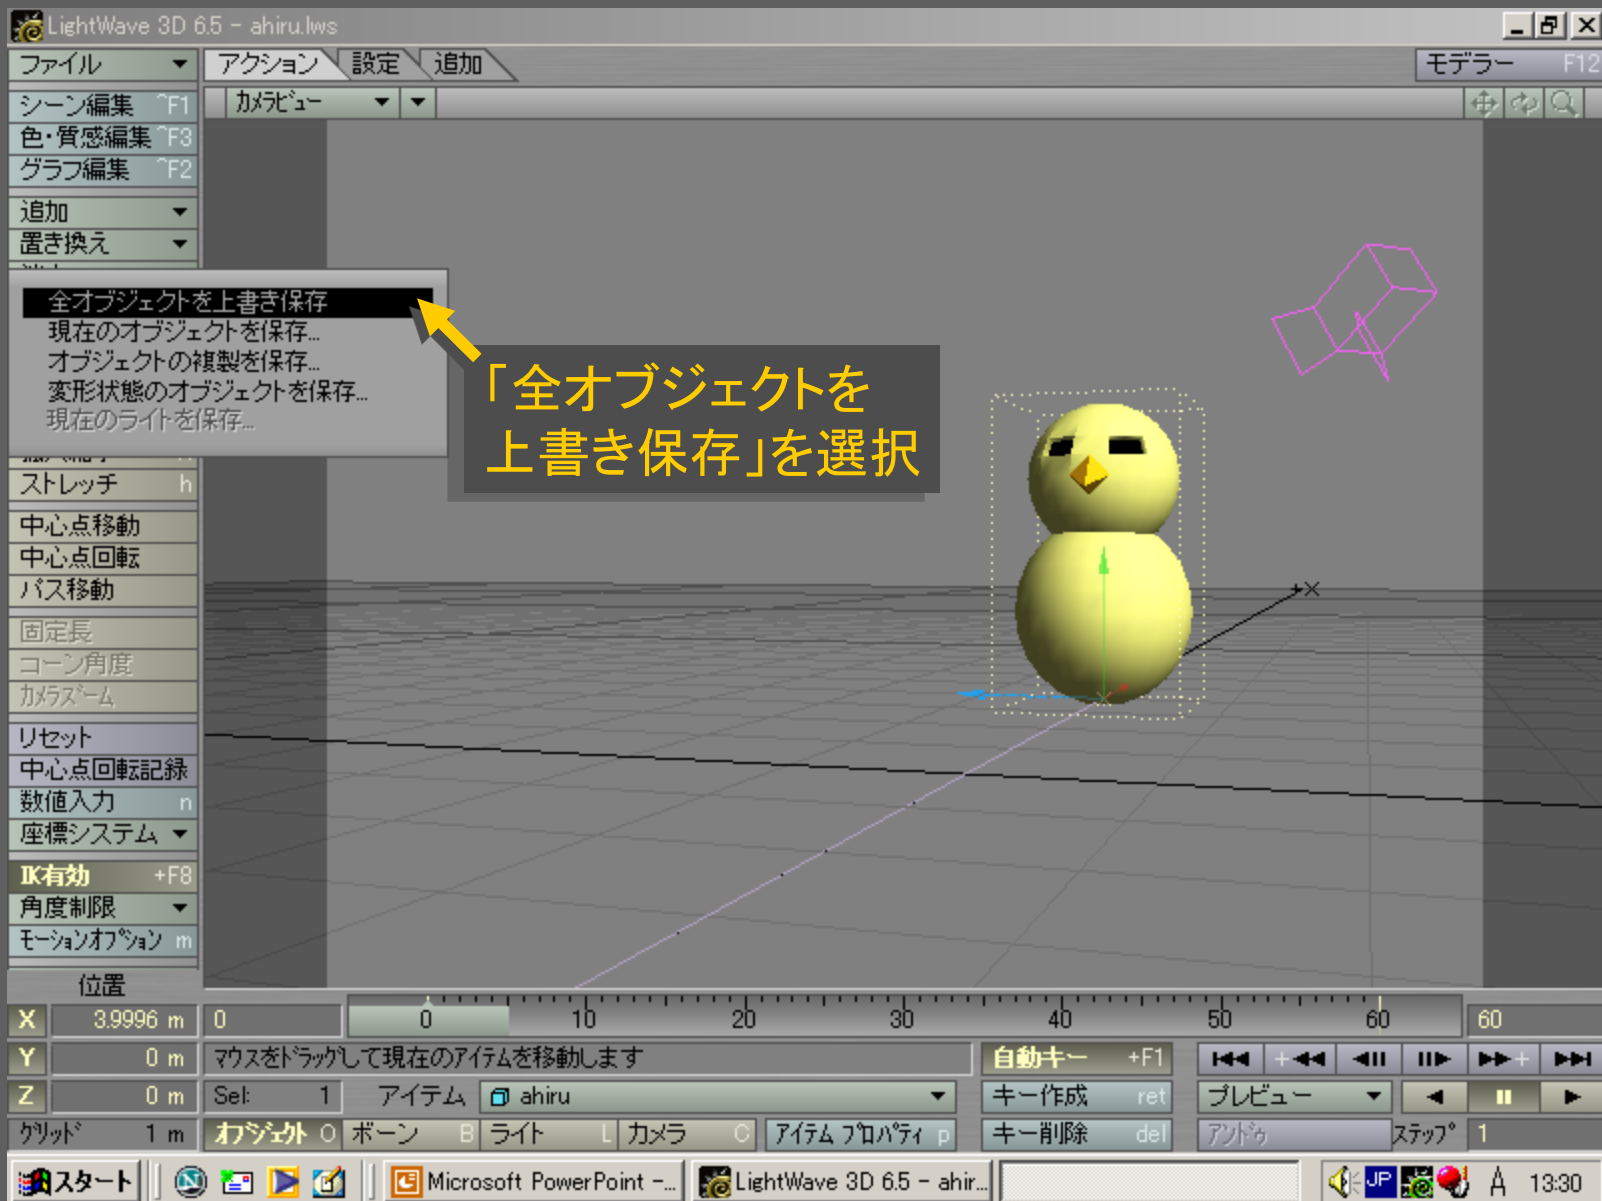 LightWave 3D 6.5 - ahiru.lws
ファイル
アクション 設定 追加
モデラー F12
シーン編集 ^F1
カメラビュー
色・質感編集 ^F3
グラフ編集 ^F2
追加
置き換え
全オブジェクトを上書き保存
現在のオブジェクトを保存...
オブジェクトの複製を保存...
変形状態のオブジェクトを保存...
現在のライトを保存...
「全オブジェクトを
上書き保存」を選択
ストレッチ h
中心点移動
中心点回転
パス移動
固定長
コーン角度
カメラズーム
リセット
中心点回転記録
数値入力 n
座標システム
IK有効 +F8
角度制限
モーションオプション m
位置
X 3.9996 m 0 0 10 20 30 40 50 60 60
Y 0 m マウスをドラッグして現在のアイテムを移動します 自動キー +F1
Z 0 m Sel: 1 アイテム ahiru キー作成 ret プレビュー
グリッド 1 m オブジェクト O ボーン B ライト L カメラ C アイテム プロパティ p キー削除 del アンドゥ ステップ 1
スタート Microsoft PowerPoint -... LightWave 3D 6.5 - ahir... JP A 13:30